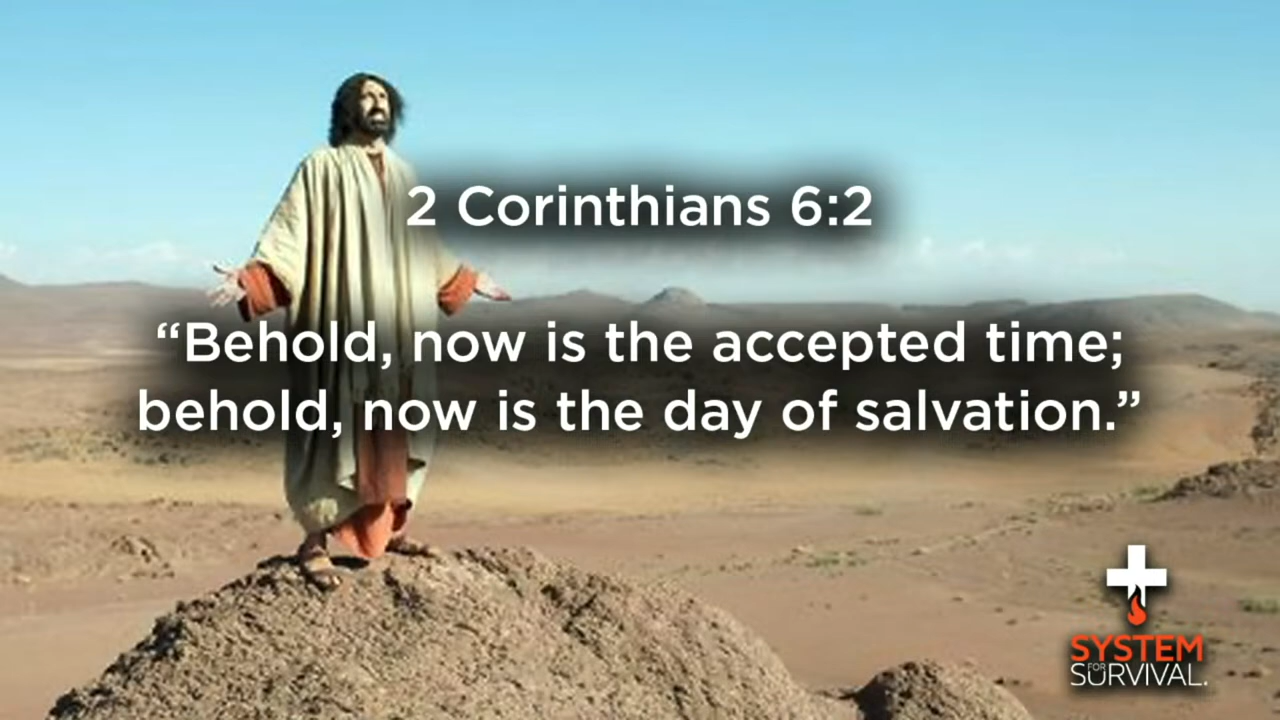 2 Corinthians 6:2
“Behold, now is the accepted time;
behold, now is the day of salvation.”
SYSTEM
FOR
SURVIVAL.